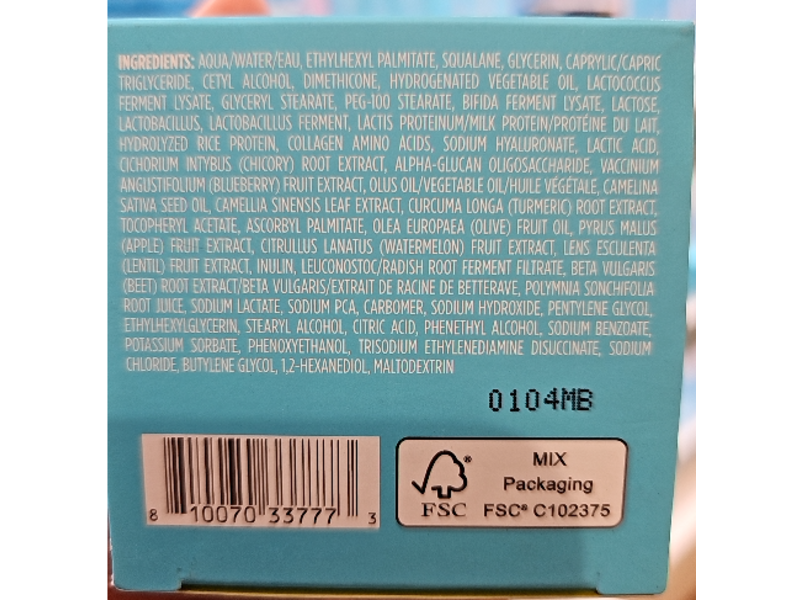 INGREDIENTS: AQUA/WATER/EAU, ETHYLHEXYL PALMITATE, SQUALANE, GLYCERIN, CAPRYLIC/CAPRIC
TRIGLYCERIDE, CETYL ALCOHOL, DIMETHICONE, HYDROGENATED VEGETABLE OIL, LACTOCOCCUS
FERMENT LYSATE, GLYCERYL STEARATE, PEG-100 STEARATE, BIFIDA FERMENT LYSATE, LACTOSE,
LACTOBACILLUS, LACTOBACILLUS FERMENT, LACTIS PROTEINUM/MILK PROTEIN/PROTÉINE DU LAIT,
HYDROLYZED RICE PROTEIN, COLLAGEN AMINO ACIDS, SODIUM HYALURONATE, LACTIC ACID,
CICHORIUM INTYBUS (CHICORY) ROOT EXTRACT, ALPHA-GLUCAN OLIGOSACCHARIDE, VACCINIUM
ANGUSTIFOLIUM (BLUEBERRY) FRUIT EXTRACT, OLUS OIL/VEGETABLE OIL/HUILE VÉGÉTALE, CAMELINA
SATIVA SEED OIL, CAMELLIA SINENSIS LEAF EXTRACT, CURCUMA LONGA (TURMERIC) ROOT EXTRACT,
TOCOPHERYL ACETATE, ASCORBYL PALMITATE, OLEA EUROPAEA (OLIVE) FRUIT OIL, PYRUS MALUS
(APPLE) FRUIT EXTRACT, CITRULLUS LANATUS (WATERMELON) FRUIT EXTRACT, LENS ESCULENTA
(LENTIL) FRUIT EXTRACT, INULIN, LEUCONOSTOC/RADISH ROOT FERMENT FILTRATE, BETA VULGARIS
(BEET) ROOT EXTRACT/BETA VULGARIS/EXTRAIT DE RACINE DE BETTERAVE, POLYMNIA SONCHIFOLIA
ROOT JUICE, SODIUM LACTATE, SODIUM PCA, CARBOMER, SODIUM HYDROXIDE, PENTYLENE GLYCOL,
ETHYLHEXYLGLYCERIN, STEARYL ALCOHOL, CITRIC ACID, PHENETHYL ALCOHOL, SODIUM BENZOATE,
POTASSIUM SORBATE, PHENOXYETHANOL, TRISODIUM ETHYLENEDIAMINE DISUCCINATE, SODIUM
CHLORIDE, BUTYLENE GLYCOL, 1,2-HEXANEDIOL, MALTODEXTRIN
0104MB
8 10070 33777 3
FSC®
MIX
Packaging
FSC® C102375